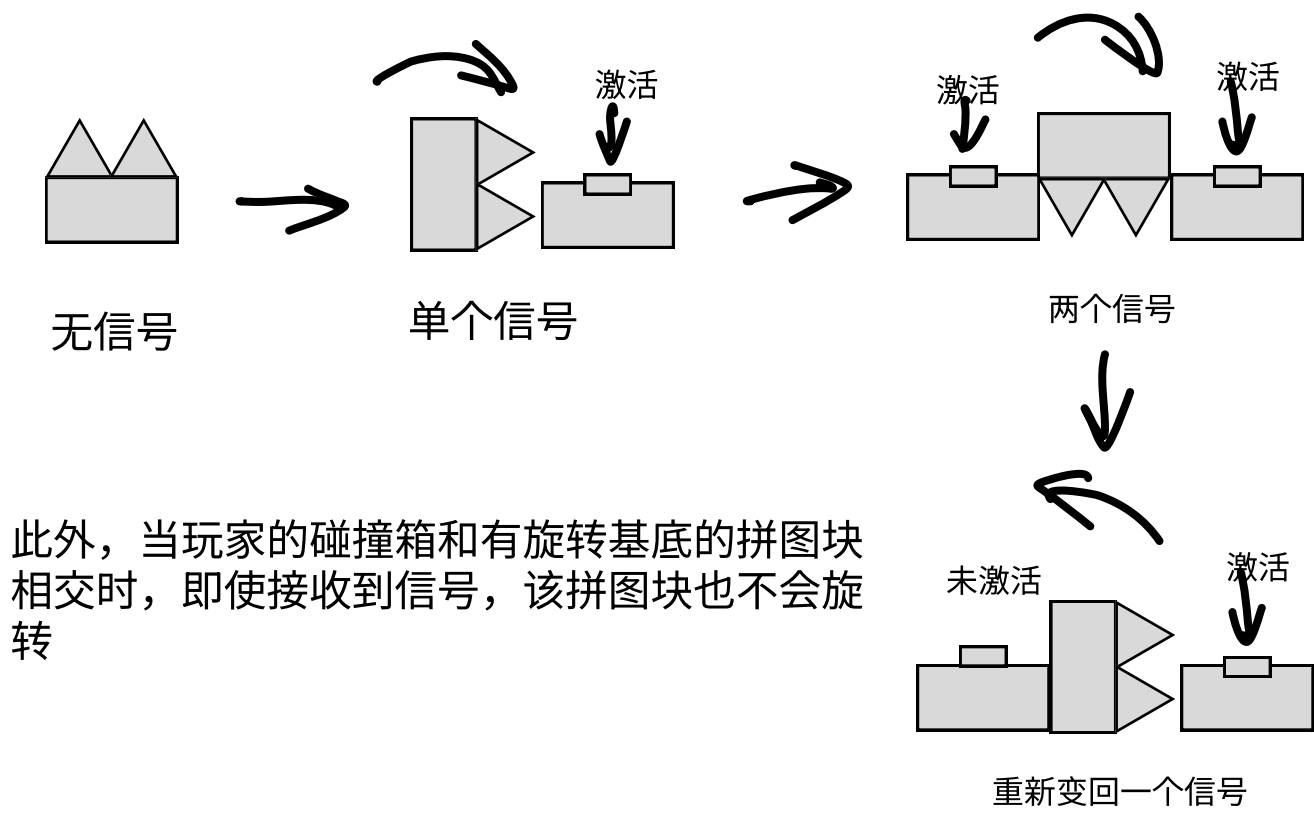 激活
激活
激活
无信号
单个信号
两个信号
此外，当玩家的碰撞箱和有旋转基底的拼图块
相交时，即使接收到信号，该拼图块也不会旋
转
未激活
激活
重新变回一个信号